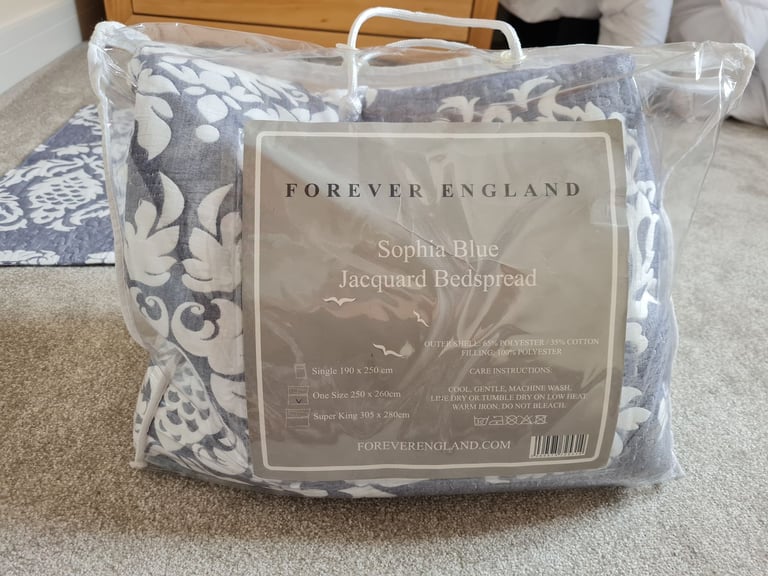 FOREVER ENGLAND
Sophia Blue
Jacquard Bedspread
OUTER SHELL: 65% POLYESTER / 35% COTTON
FILLING: 100% POLYESTER
Single 190 x 250 cm
CARE INSTRUCTIONS:
One Size 250 x 260cm
COOL, GENTLE, MACHINE WASH.
LINE DRY OR TUMBLE DRY ON LOW HEAT
WARM IRON. DO NOT BLEACH.
Super King 305 x 280cm
FOREVERENGLAND.COM